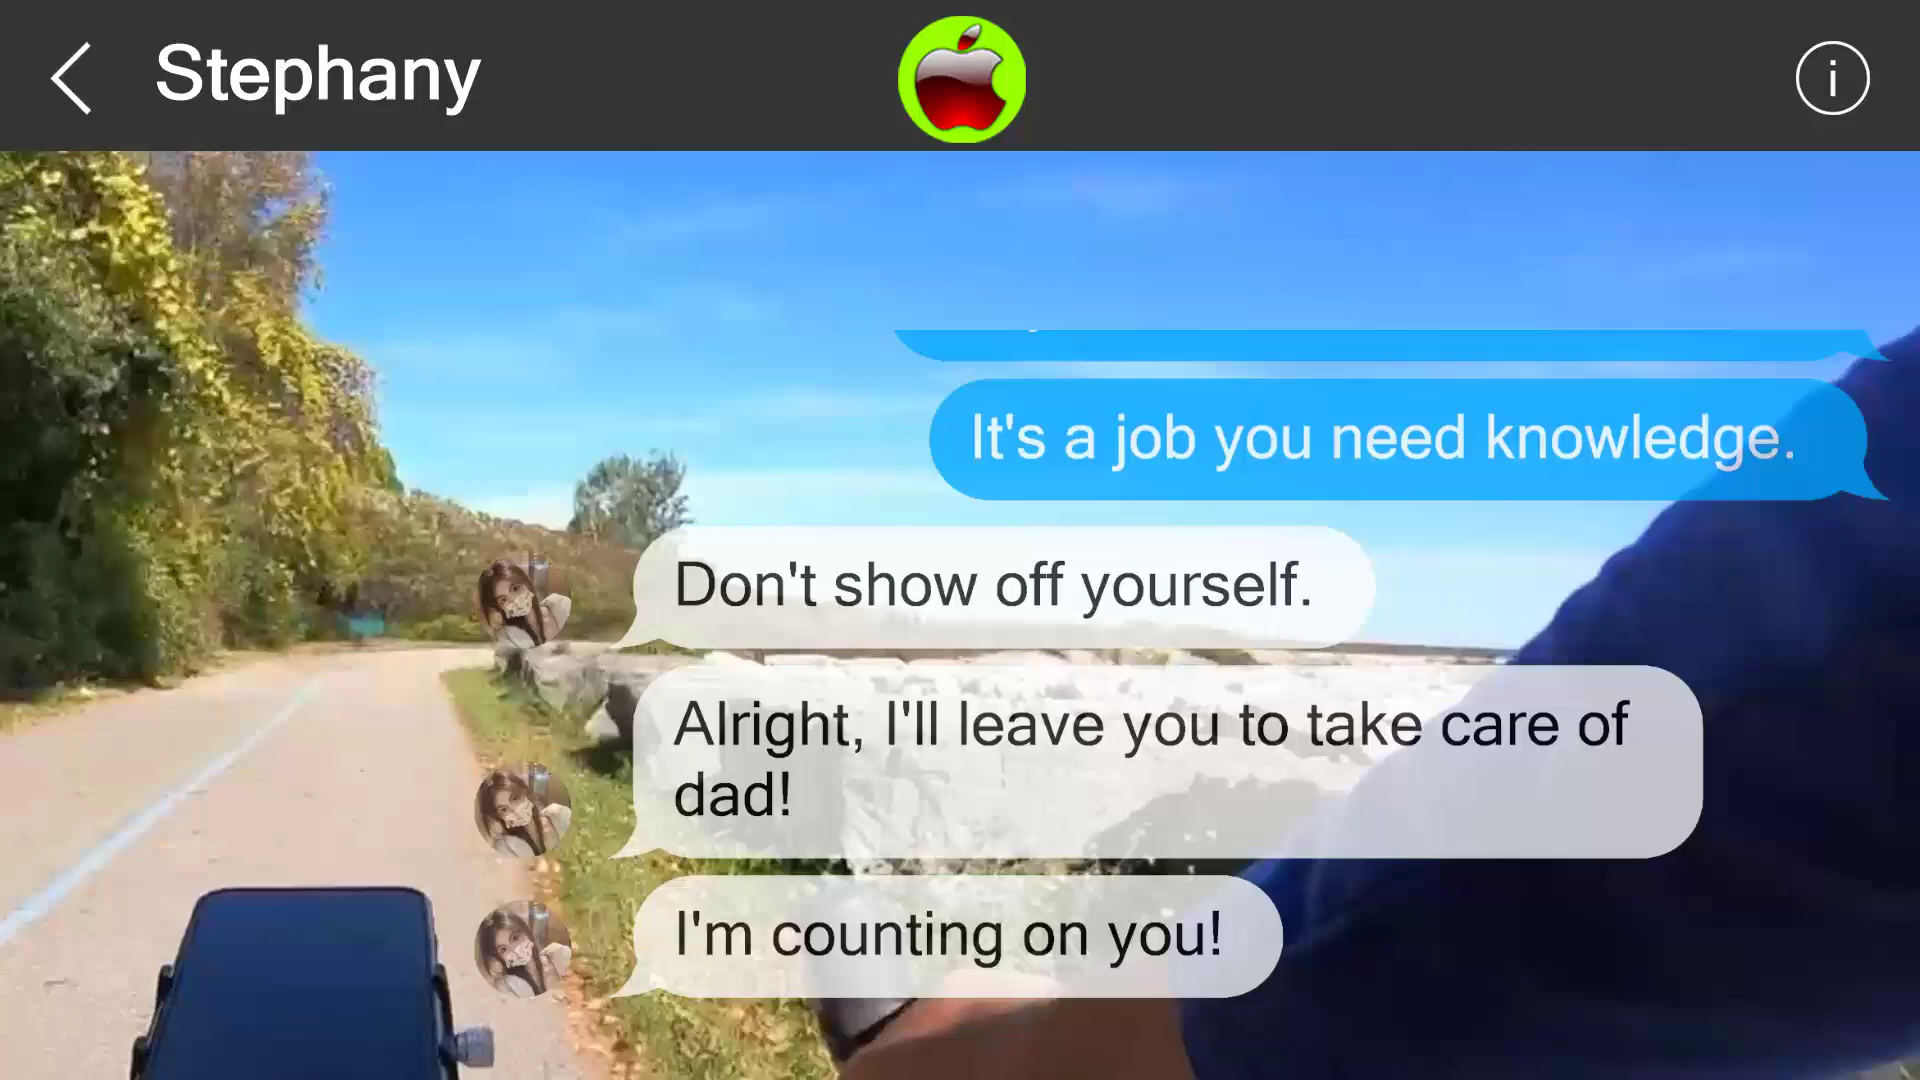 Stephany
i
It's a job you need knowledge.
Don't show off yourself.
Alright, I'll leave you to take care of
dad!
I'm counting on you!